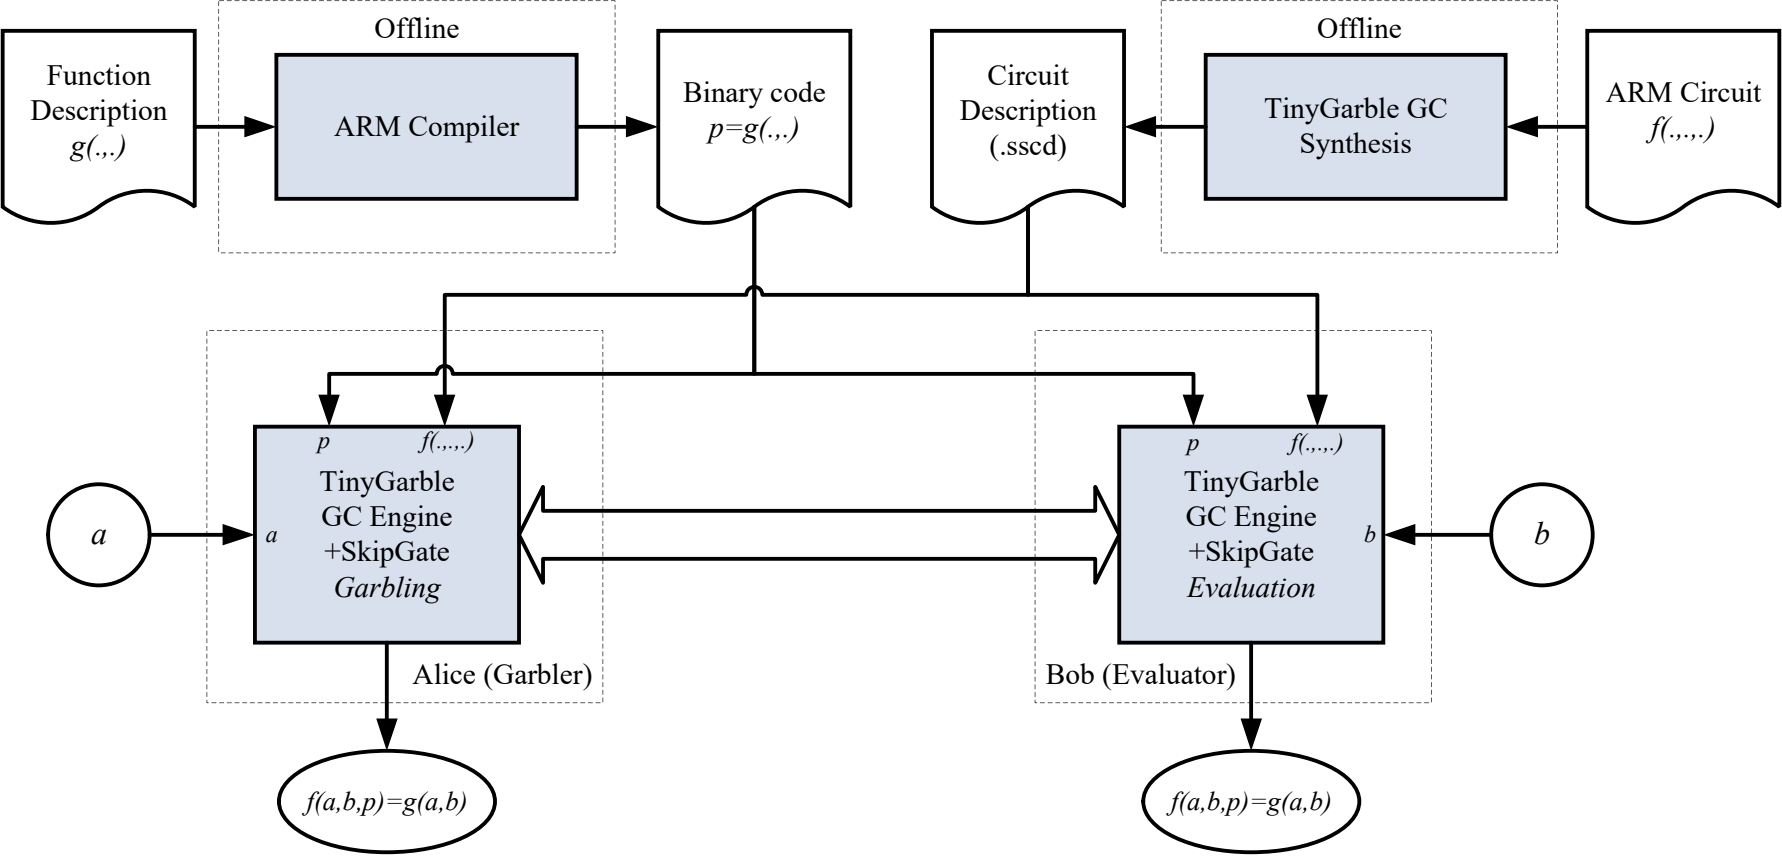 Offline
Offline
Function
Description
g(.,.)
ARM Compiler
Binary code
p=g(.,.)
Circuit
Description
(.sscd)
TinyGarble GC
Synthesis
ARM Circuit
f(.,.,.)
p
f(.,.,.)
TinyGarble
GC Engine
+SkipGate
Garbling
a
a
Alice (Garbler)
p
f(.,.,.)
TinyGarble
GC Engine
+SkipGate
Evaluation
b
b
Bob (Evaluator)
f(a,b,p)=g(a,b)
f(a,b,p)=g(a,b)